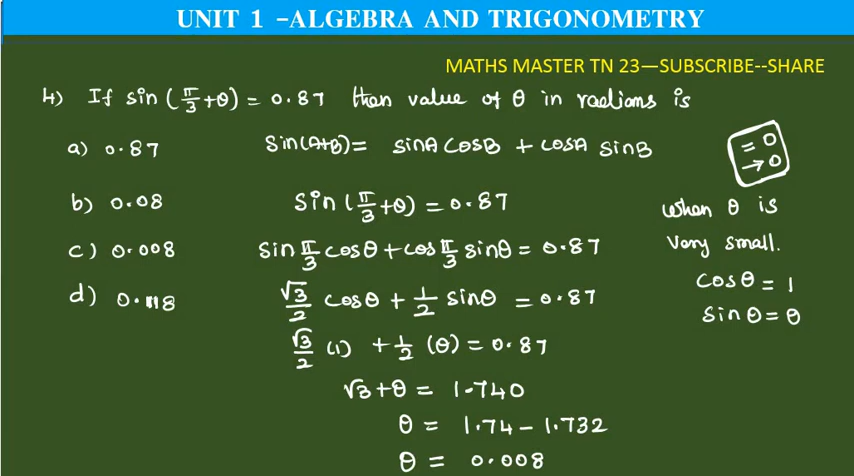 UNIT 1 -ALGEBRA AND TRIGONOMETRY
MATHS MASTER TN 23—SUBSCRIBE--SHARE
4) If sin(π/3+θ) = 0.87 then value of θ in radians is
a) 0.87
b) 0.08
c) 0.008
d) 0.118
sin(A+B) = sinA cosB + cosA sinB
sin(π/3+θ) = 0.87
sin π/3 cosθ + cos π/3 sinθ = 0.87
√3/2 cosθ + 1/2 sinθ = 0.87
√3/2 (1) + 1/2 (θ) = 0.87
√3+θ = 1.740
θ = 1.74 - 1.732
θ = 0.008
= 0
→ 0
when θ is
very small.
cosθ = 1
sinθ = θ